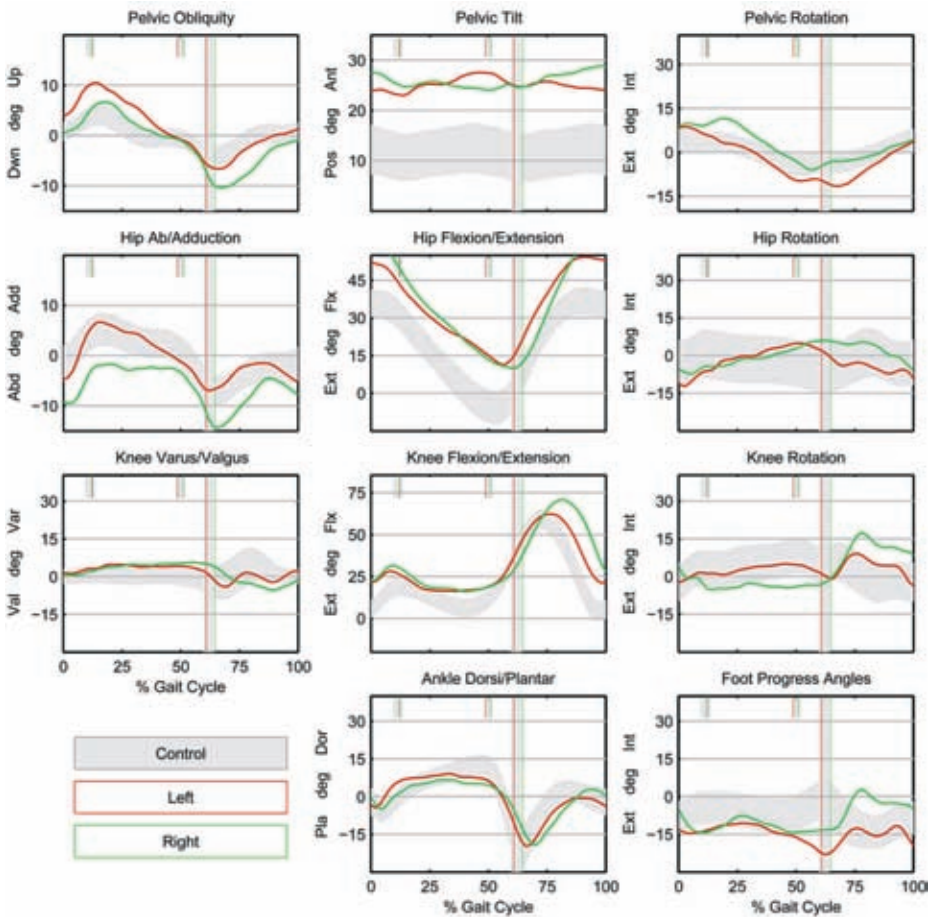 Pelvic Obliquity
Pelvic Tilt
Pelvic Rotation
Dwn deg Up
10
0
−10
Pos deg Ant
30
20
10
Ext deg Int
30
15
0
−15
Hip Ab/Adduction
Hip Flexion/Extension
Hip Rotation
Abd deg Add
10
0
−10
Ext deg Flx
45
30
15
0
Ext deg Int
30
15
0
−15
Knee Varus/Valgus
Knee Flexion/Extension
Knee Rotation
Val deg Var
30
15
0
−15
0 25 50 75 100
% Gait Cycle
Ext deg Flx
75
50
25
0
Ext deg Int
30
15
0
−15
Ankle Dorsi/Plantar
Foot Progress Angles
Pla deg Dor
30
15
0
−15
0 25 50 75 100
% Gait Cycle
Ext deg Int
30
15
0
−15
0 25 50 75 100
% Gait Cycle
Control
Left
Right